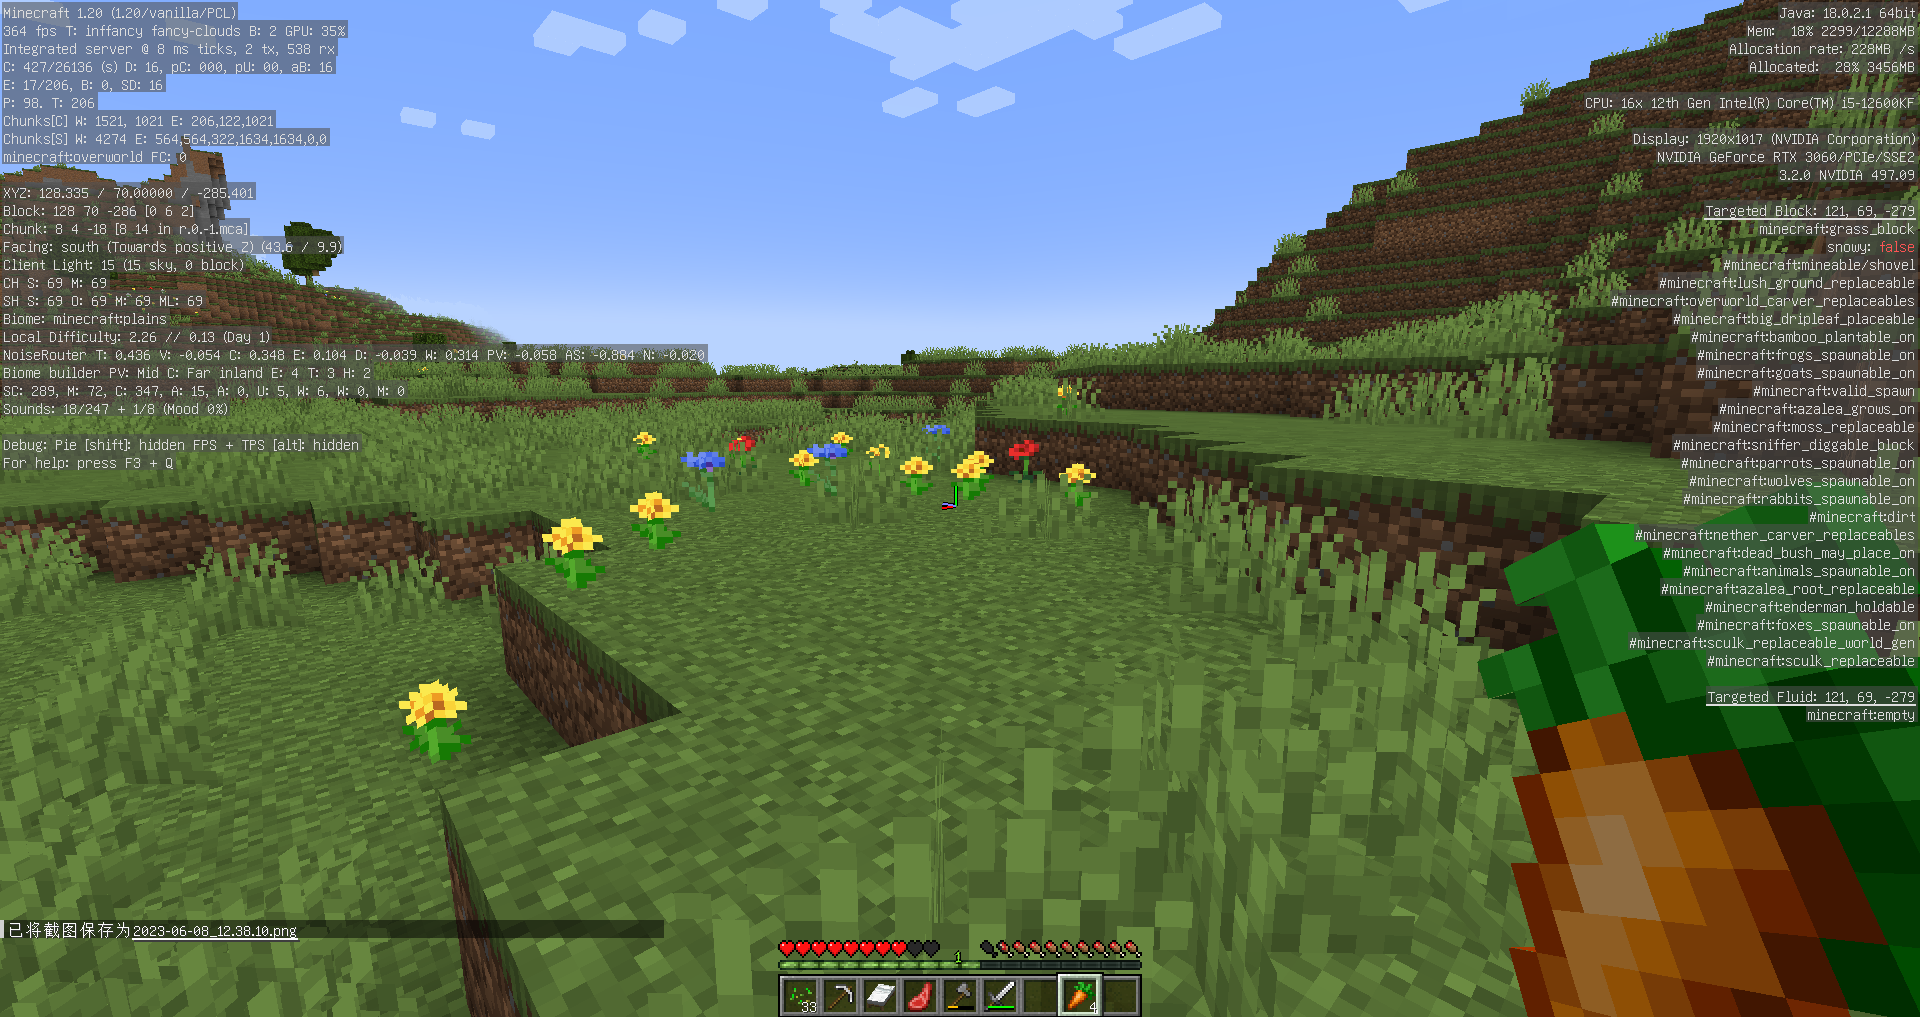 Minecraft 1.20 (1.20/vanilla/PCL)
364 fps T: inffancy fancy-clouds B: 2 GPU: 35%
Integrated server @ 8 ms ticks, 2 tx, 538 rx
C: 427/26136 (s) D: 16, pC: 000, pU: 00, aB: 16
E: 17/206, B: 0, SD: 16
P: 98. T: 206
Chunks[C] W: 1521, 1021 E: 206,122,1021
Chunks[S] W: 4274 E: 564,564,322,1634,1634,0,0
minecraft:overworld FC: 0
XYZ: 128.335 / 70.00000 / -285.401
Block: 128 70 -286 [0 6 2]
Chunk: 8 4 -18 [8 14 in r.0.-1.mca]
Facing: south (Towards positive Z) (43.6 / 9.9)
Client Light: 15 (15 sky, 0 block)
CH S: 69 M: 69
SH S: 69 O: 69 M: 69 ML: 69
Biome: minecraft:plains
Local Difficulty: 2.26 // 0.13 (Day 1)
NoiseRouter T: 0.436 V: -0.054 C: 0.348 E: 0.104 D: -0.039 W: 0.314 PV: -0.058 AS: -0.884 N: -0.020
Biome builder PV: Mid C: Far inland E: 4 T: 3 H: 2
SC: 289, M: 72, C: 347, A: 15, A: 0, U: 5, W: 6, W: 0, M: 0
Sounds: 18/247 + 1/8 (Mood 0%)
Debug: Pie [shift]: hidden FPS + TPS [alt]: hidden
For help: press F3 + Q
Java: 18.0.2.1 64bit
Mem: 18% 2299/12288MB
Allocation rate: 228MB /s
Allocated: 28% 3456MB
CPU: 16x 12th Gen Intel(R) Core(TM) i5-12600KF
Display: 1920x1017 (NVIDIA Corporation)
NVIDIA GeForce RTX 3060/PCIe/SSE2
3.2.0 NVIDIA 497.09
Targeted Block: 121, 69, -279
minecraft:grass_block
snowy: false
#minecraft:mineable/shovel
#minecraft:lush_ground_replaceable
#minecraft:overworld_carver_replaceables
#minecraft:big_dripleaf_placeable
#minecraft:bamboo_plantable_on
#minecraft:frogs_spawnable_on
#minecraft:goats_spawnable_on
#minecraft:valid_spawn
#minecraft:azalea_grows_on
#minecraft:moss_replaceable
#minecraft:sniffer_diggable_block
#minecraft:parrots_spawnable_on
#minecraft:wolves_spawnable_on
#minecraft:rabbits_spawnable_on
#minecraft:dirt
#minecraft:nether_carver_replaceables
#minecraft:dead_bush_may_place_on
#minecraft:animals_spawnable_on
#minecraft:azalea_root_replaceable
#minecraft:enderman_holdable
#minecraft:foxes_spawnable_on
#minecraft:sculk_replaceable_world_gen
#minecraft:sculk_replaceable
Targeted Fluid: 121, 69, -279
minecraft:empty
已将截图保存为2023-06-08_12.38.10.png
1
33
4